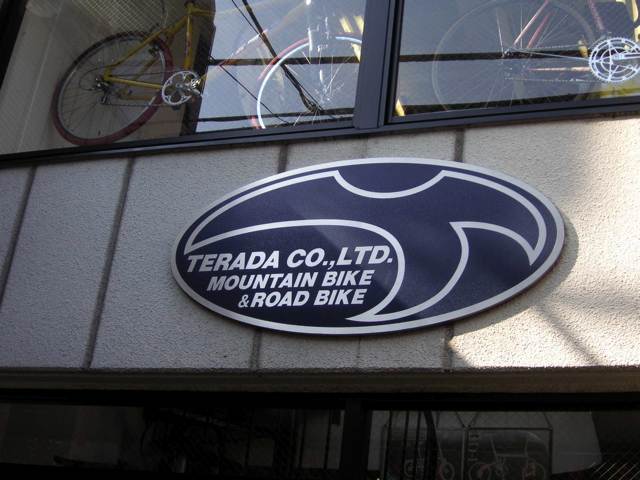 TERADA CO.,LTD.
MOUNTAIN BIKE
& ROAD BIKE